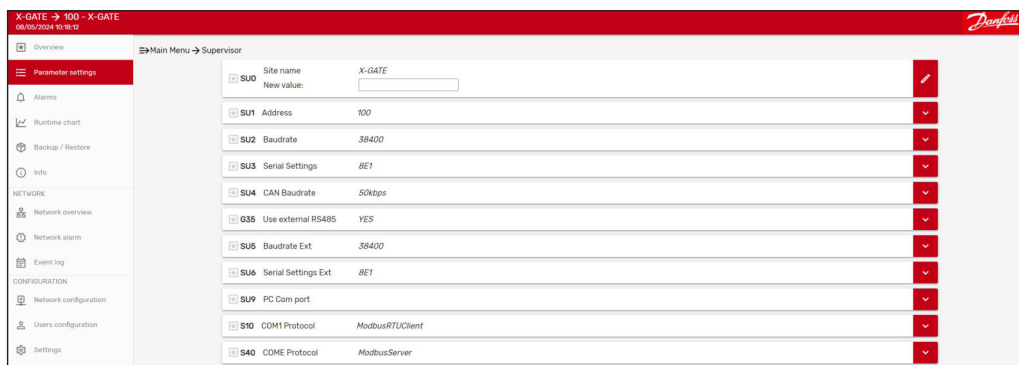 X-GATE → 100 - X-GATE
08/05/2024 10:18:12
Danfoss
Overview
Parameter settings
Alarms
Runtime chart
Backup / Restore
Info
NETWORK
Network overview
Network alarm
Event log
CONFIGURATION
Network configuration
Users configuration
Settings
Main Menu → Supervisor
SU0 Site name X-GATE
New value:
SU1 Address 100
SU2 Baudrate 38400
SU3 Serial Settings 8E1
SU4 CAN Baudrate 50kbps
G35 Use external RS485 YES
SU5 Baudrate Ext 38400
SU6 Serial Settings Ext 8E1
SU9 PC Com port
S10 COM1 Protocol ModbusRTUClient
S40 COME Protocol ModbusServer